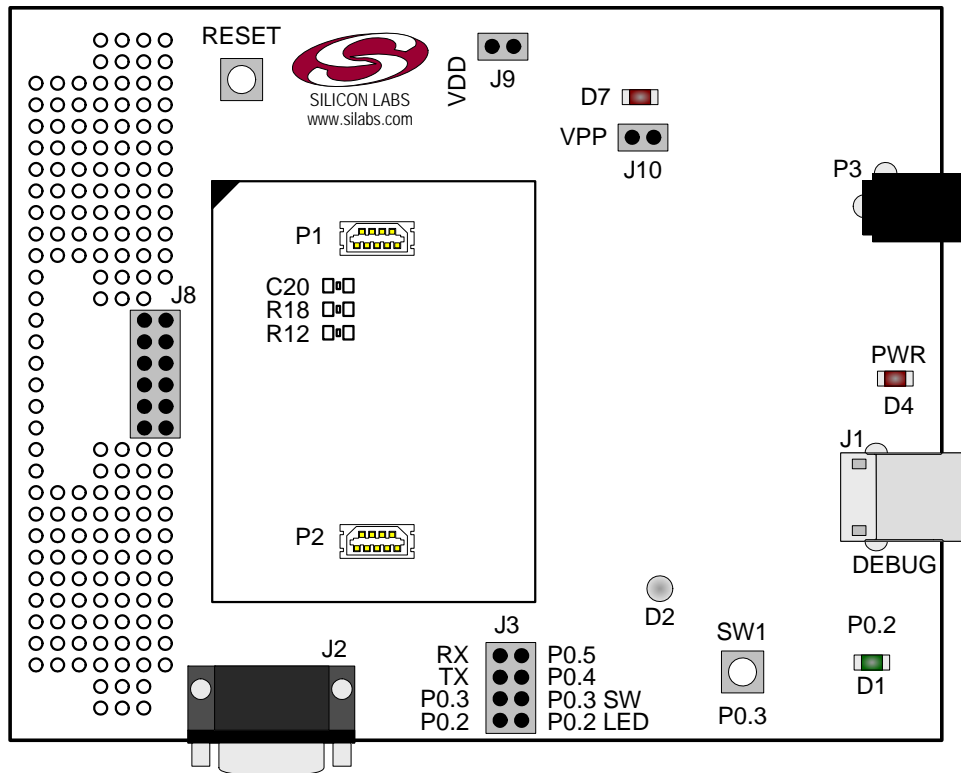 RESET
SILICON LABS
www.silabs.com
VDD
J9
D7
VPP
J10
P3
P1
C20
R18
R12
J8
PWR
D4
J1
DEBUG
P2
D2
SW1
P0.3
P0.2
D1
J2
J3
RX P0.5
TX P0.4
P0.3 P0.3 SW
P0.2 P0.2 LED